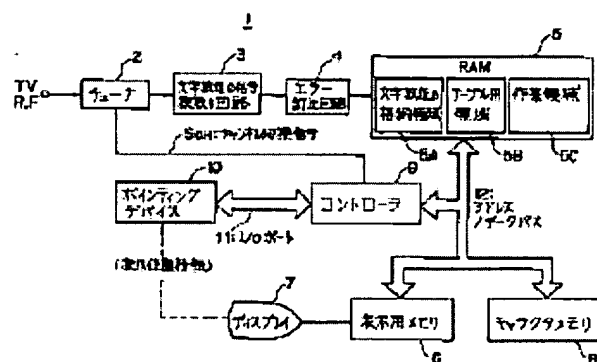 1
2
3
4
5
TV
R.F
チューナ
文字放送の信号
復調回路
エラー
訂正回路
RAM
文字放送の
格納領域
テーブル用
領域
作業領域
5A
5B
5C
SCH:チャンネル切換信号
10
9
ポインティング
デバイス
コントローラ
11:I/Oポート
12:
アドレス
/データバス
7
ディスプレイ
表示用メモリ
キャラクタメモリ
6
8